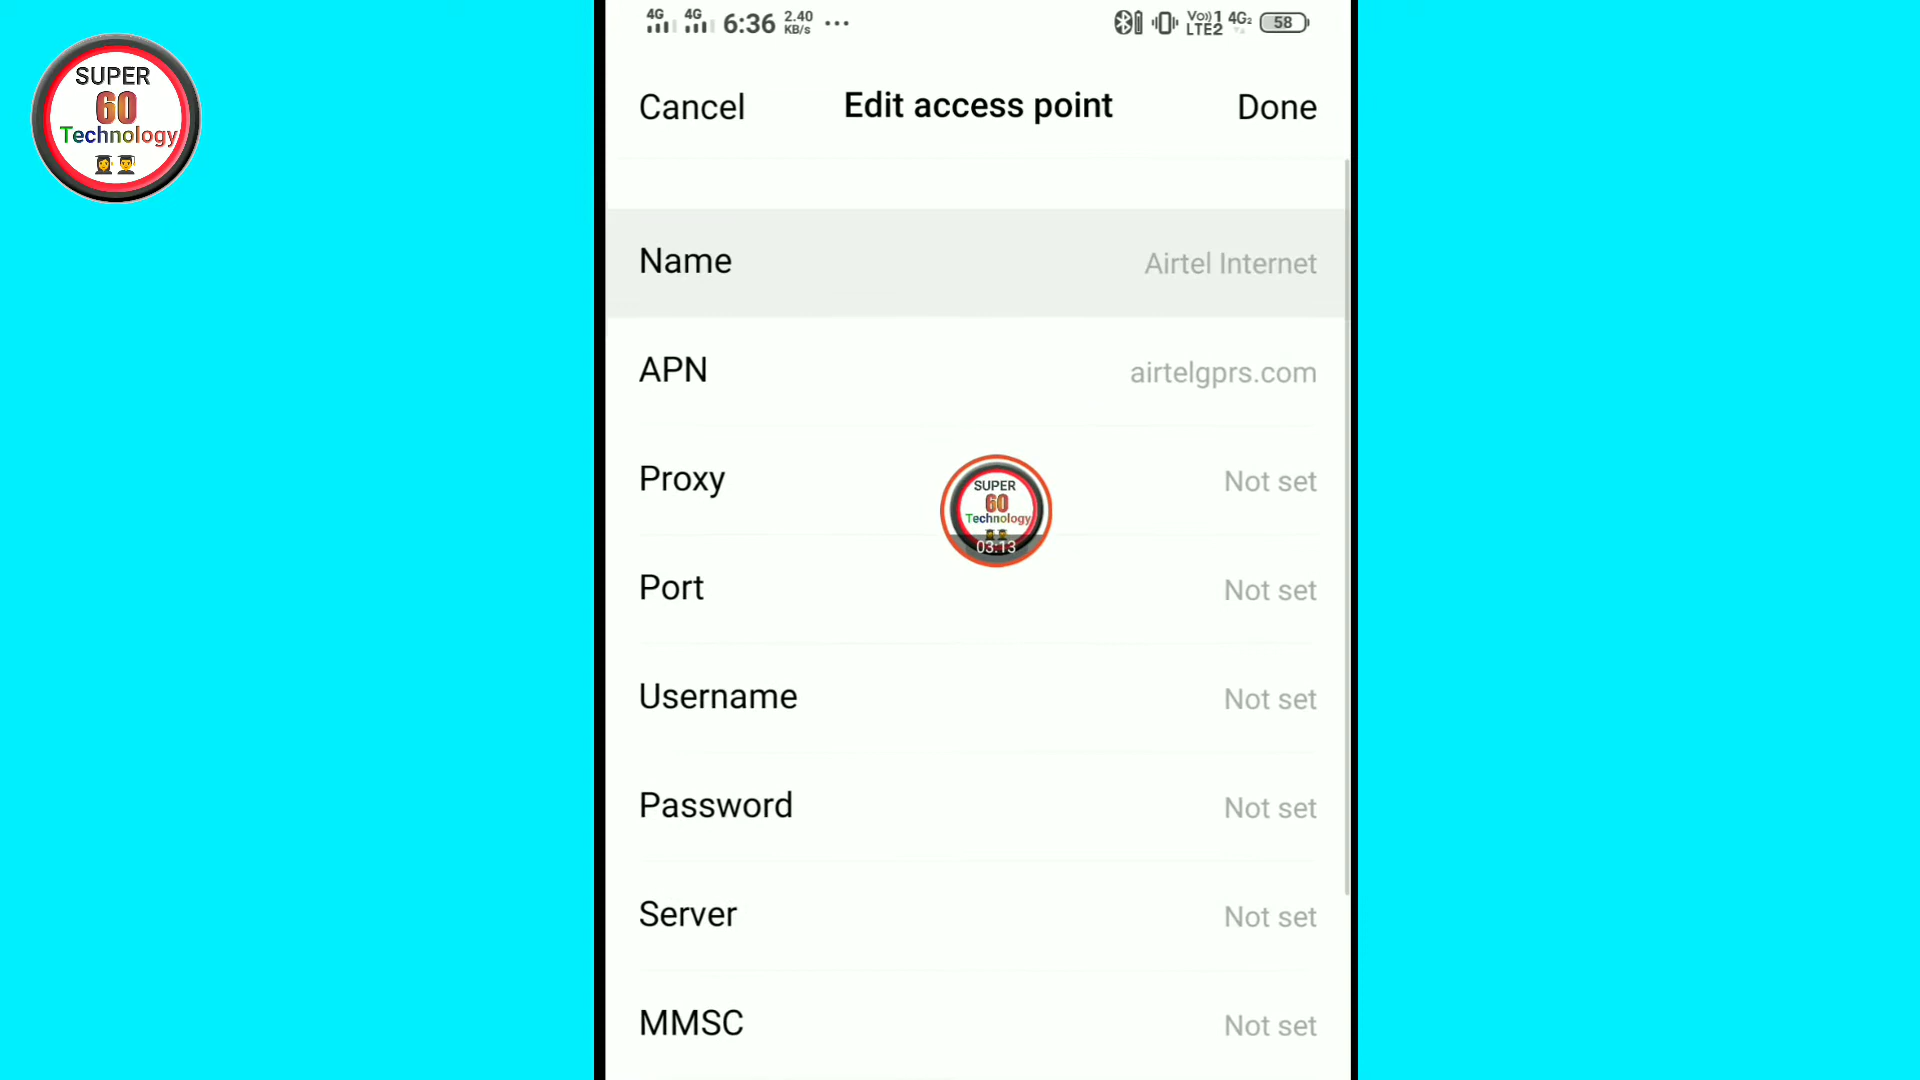 SUPER
60
Technology
4G 4G 6:36 2.40 KB/s ... Vo)) 1 LTE2 4G2 58
Cancel Edit access point Done
Name Airtel Internet
APN airtelgprs.com
Proxy Not set
SUPER
60
Technology
03:13
Port Not set
Username Not set
Password Not set
Server Not set
MMSC Not set